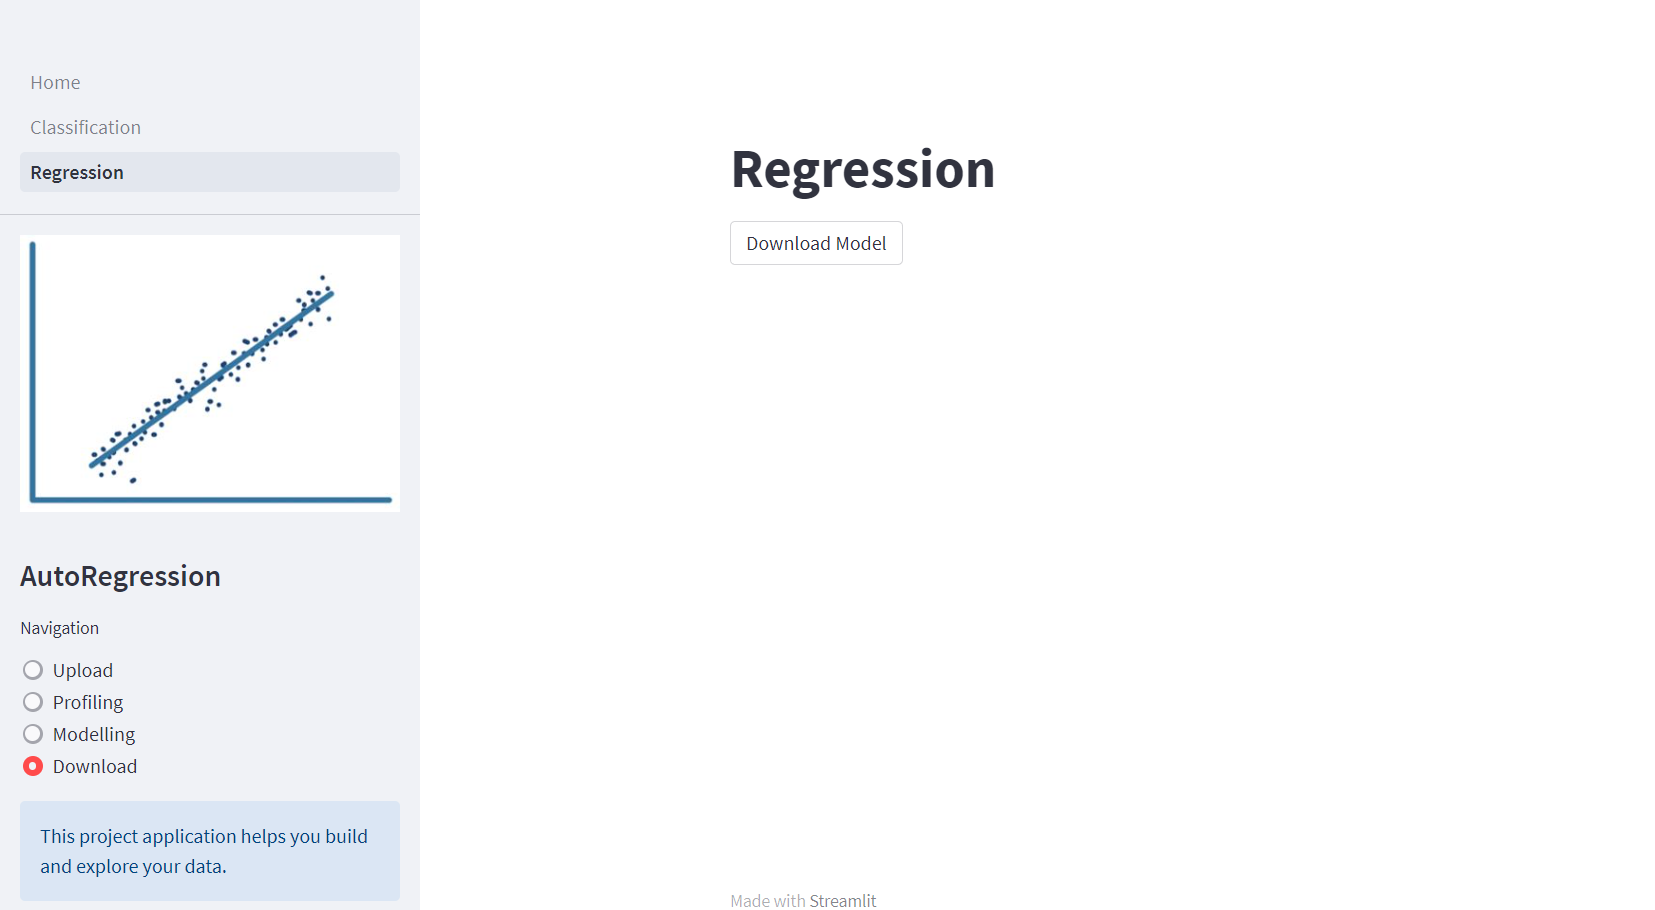 Home
Classification
Regression
AutoRegression
Navigation
Upload
Profiling
Modelling
Download
This project application helps you build
and explore your data.
Regression
Download Model
Made with Streamlit